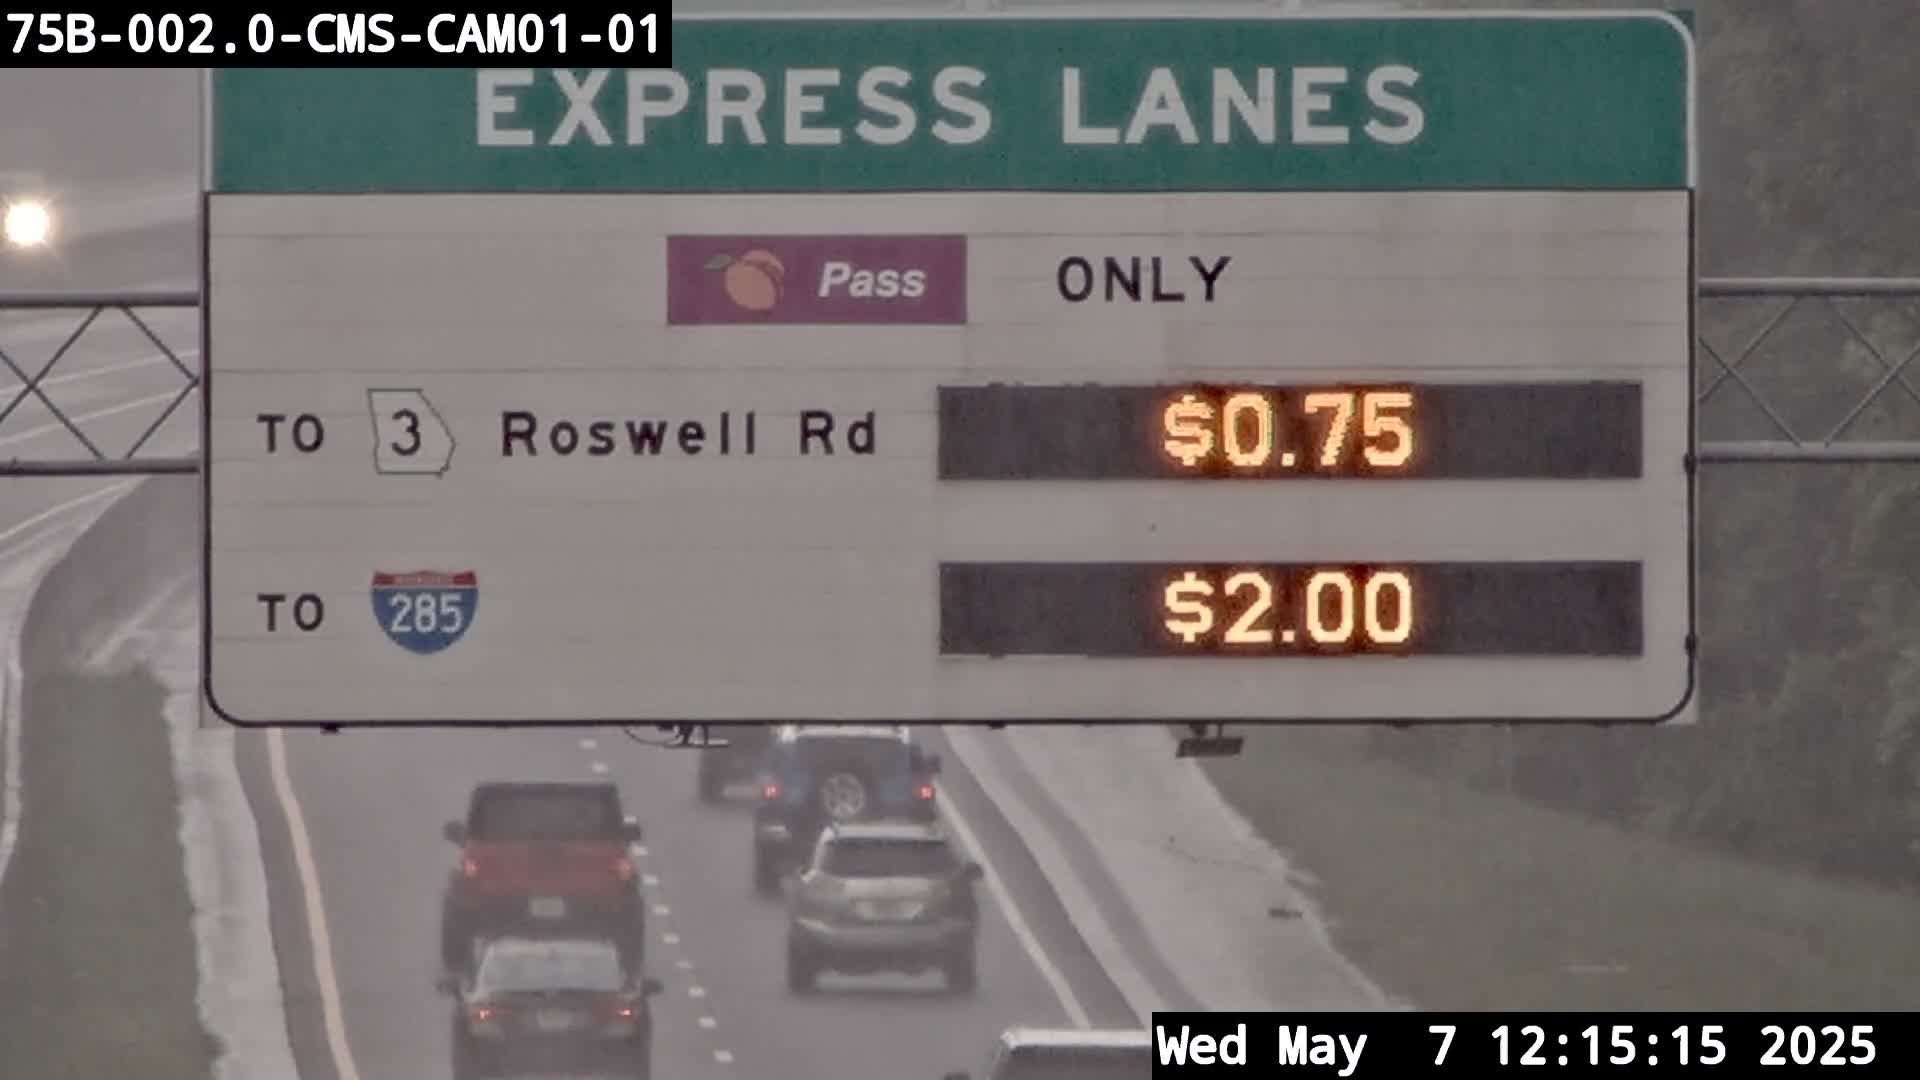 75B-002.0-CMS-CAM01-01
EXPRESS LANES
Pass ONLY
TO 3 Roswell Rd $0.75
TO 285 $2.00
Wed May 7 12:15:15 2025